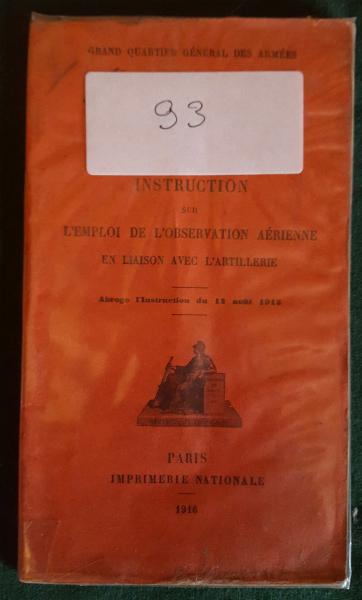 GRAND QUARTIER GÉNÉRAL DES ARMÉES
93
INSTRUCTION
SUR
L'EMPLOI DE L'OBSERVATION AÉRIENNE
EN LIAISON AVEC L'ARTILLERIE
Abroge l'Instruction du 12 août 1915
PARIS
IMPRIMERIE NATIONALE
1916